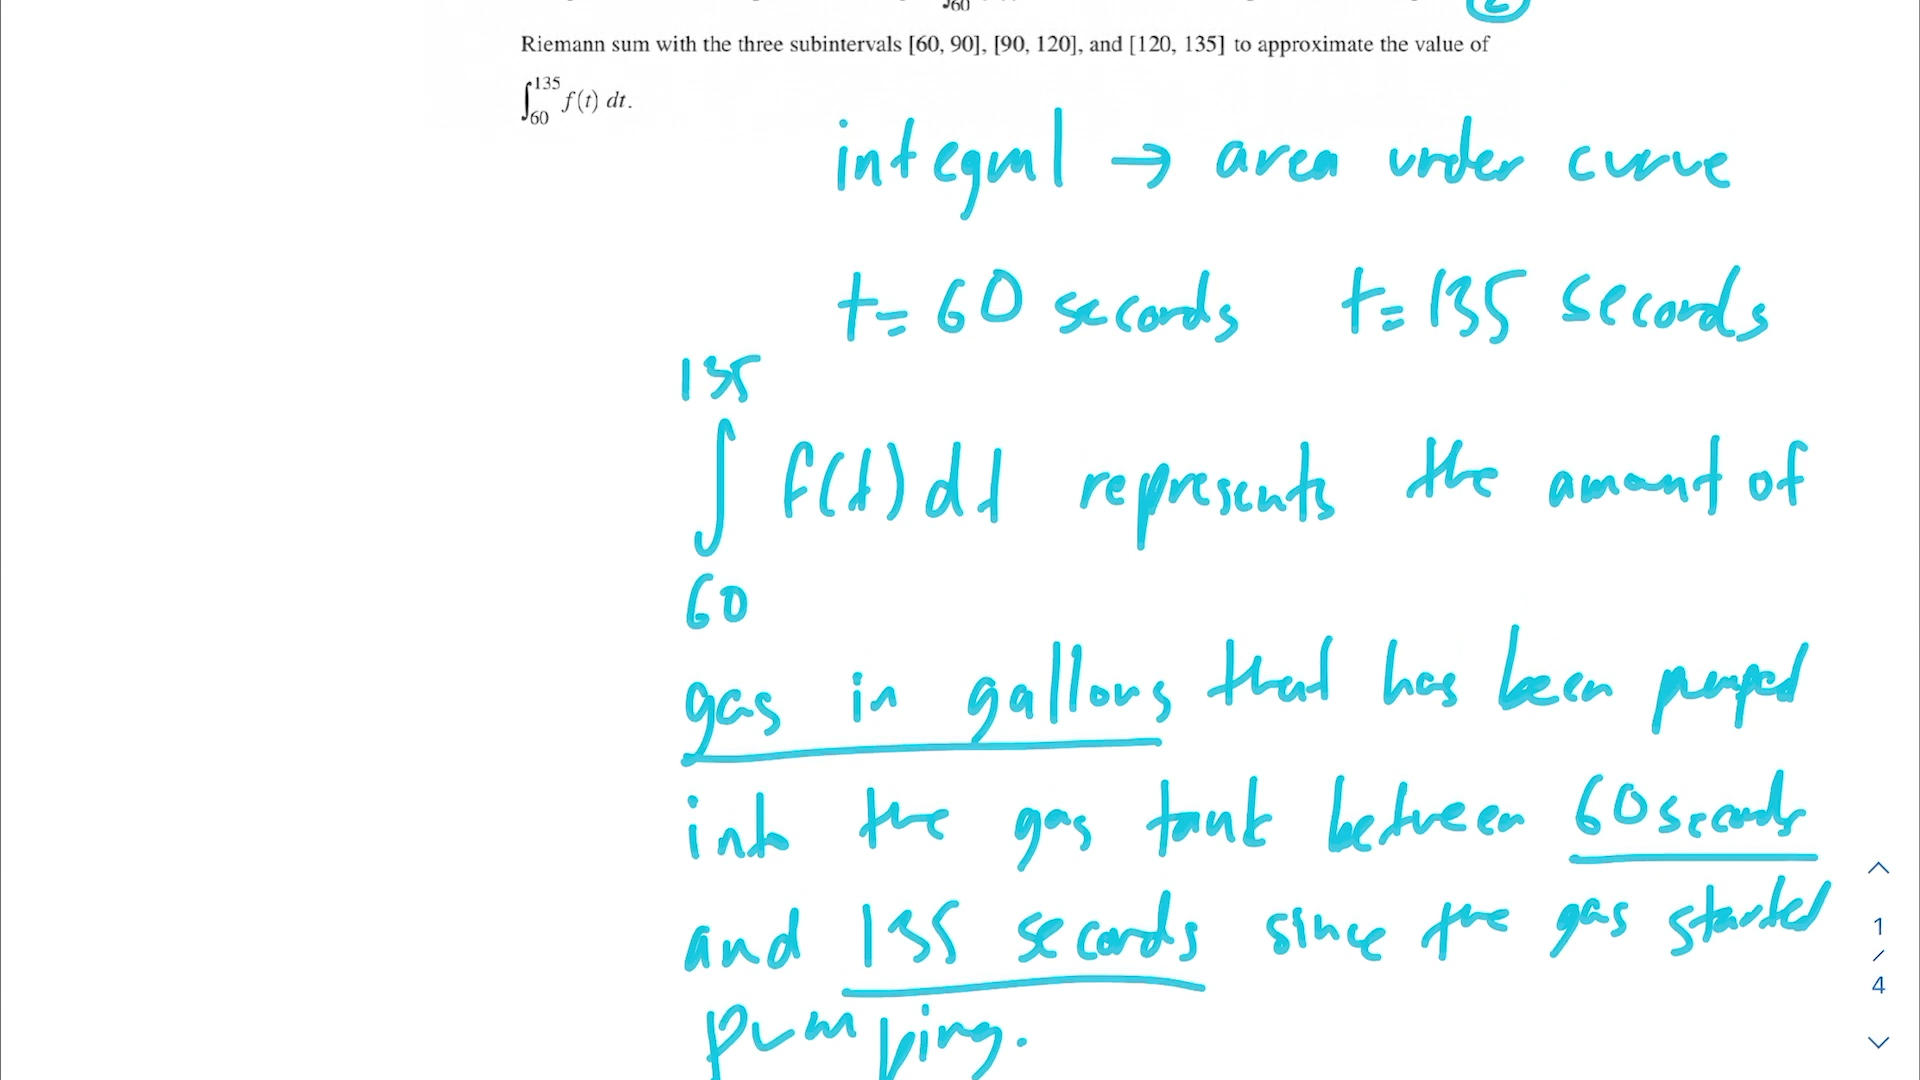 Riemann sum with the three subintervals [60, 90], [90, 120], and [120, 135] to approximate the value of
∫₆₀¹³⁵ f(t) dt.
integral → area under curve
t = 60 seconds t = 135 seconds
135
∫ f(t) dt represents the amount of
60
gas in gallons that has been pumped
into the gas tank between 60 seconds
and 135 seconds since the gas started
pumping.
1
/
4